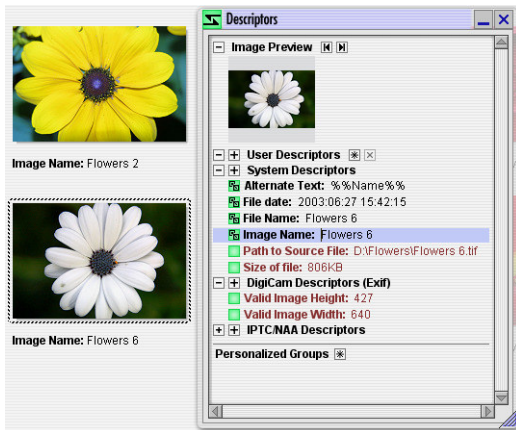 Image Name: Flowers 2
Image Name: Flowers 6
Descriptors
Image Preview
User Descriptors
System Descriptors
Alternate Text: %%Name%%
File date: 2003:06:27 15:42:15
File Name: Flowers 6
Image Name: Flowers 6
Path to Source File: D:\Flowers\Flowers 6.tif
Size of file: 806KB
DigiCam Descriptors (Exif)
Valid Image Height: 427
Valid Image Width: 640
IPTC/NAA Descriptors
Personalized Groups